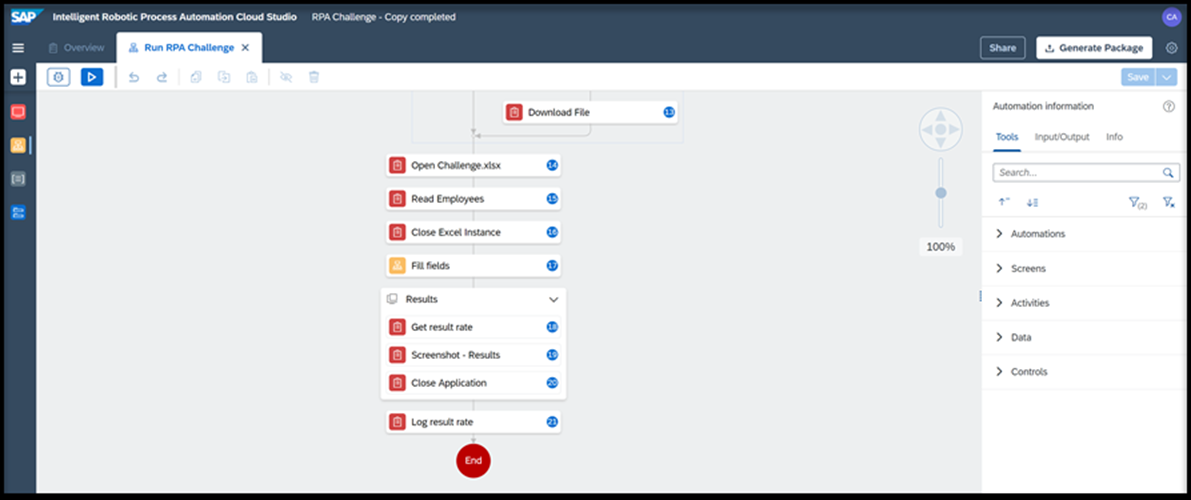 SAP Intelligent Robotic Process Automation Cloud Studio RPA Challenge - Copy completed CA
Overview Run RPA Challenge Share Generate Package
Save
Download File 13
Automation information
Tools Input/Output Info
Open Challenge.xlsx 14
Search...
Read Employees 15
(2)
Close Excel Instance 16
Automations
100%
Fill fields 17
Screens
Results
Activities
Get result rate 18
Data
Screenshot - Results 19
Controls
Close Application 20
Log result rate 21
End